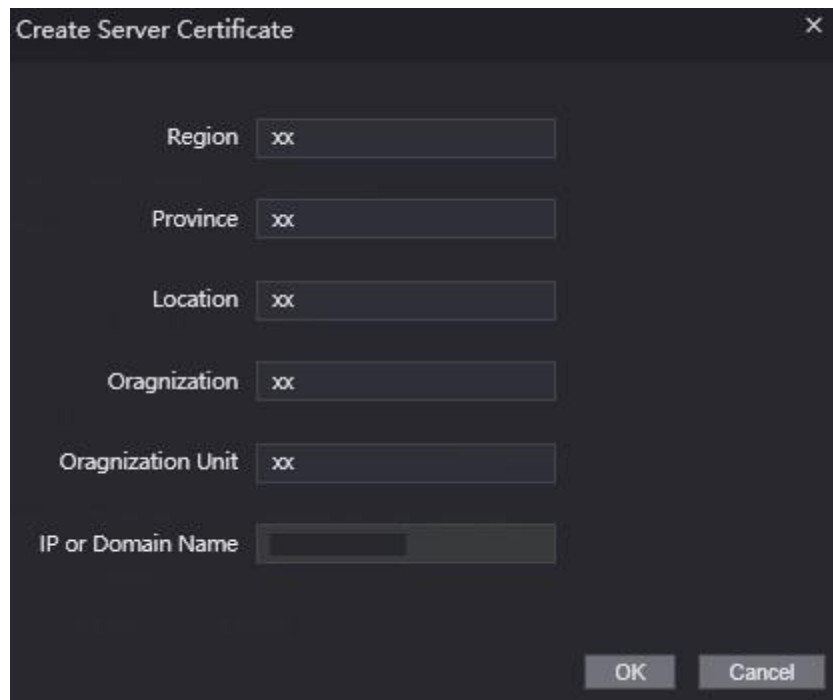 Create Server Certificate ×
Region xx
Province xx
Location xx
Oragnization xx
Oragnization Unit xx
IP or Domain Name
OK Cancel